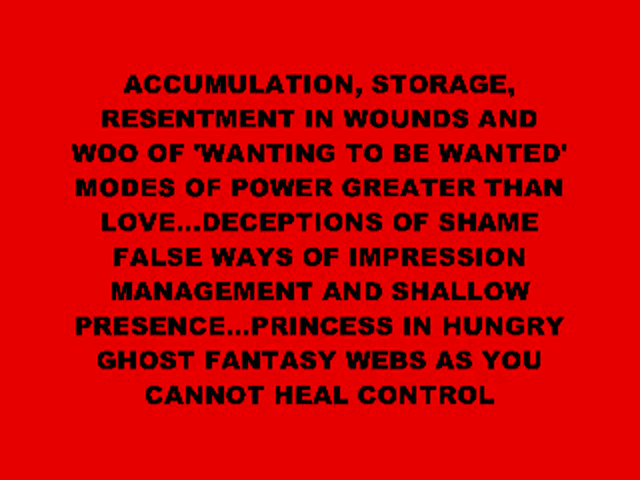 ACCUMULATION, STORAGE,
RESENTMENT IN WOUNDS AND
WOO OF 'WANTING TO BE WANTED'
MODES OF POWER GREATER THAN
LOVE...DECEPTIONS OF SHAME
FALSE WAYS OF IMPRESSION
MANAGEMENT AND SHALLOW
PRESENCE...PRINCESS IN HUNGRY
GHOST FANTASY WEBS AS YOU
CANNOT HEAL CONTROL